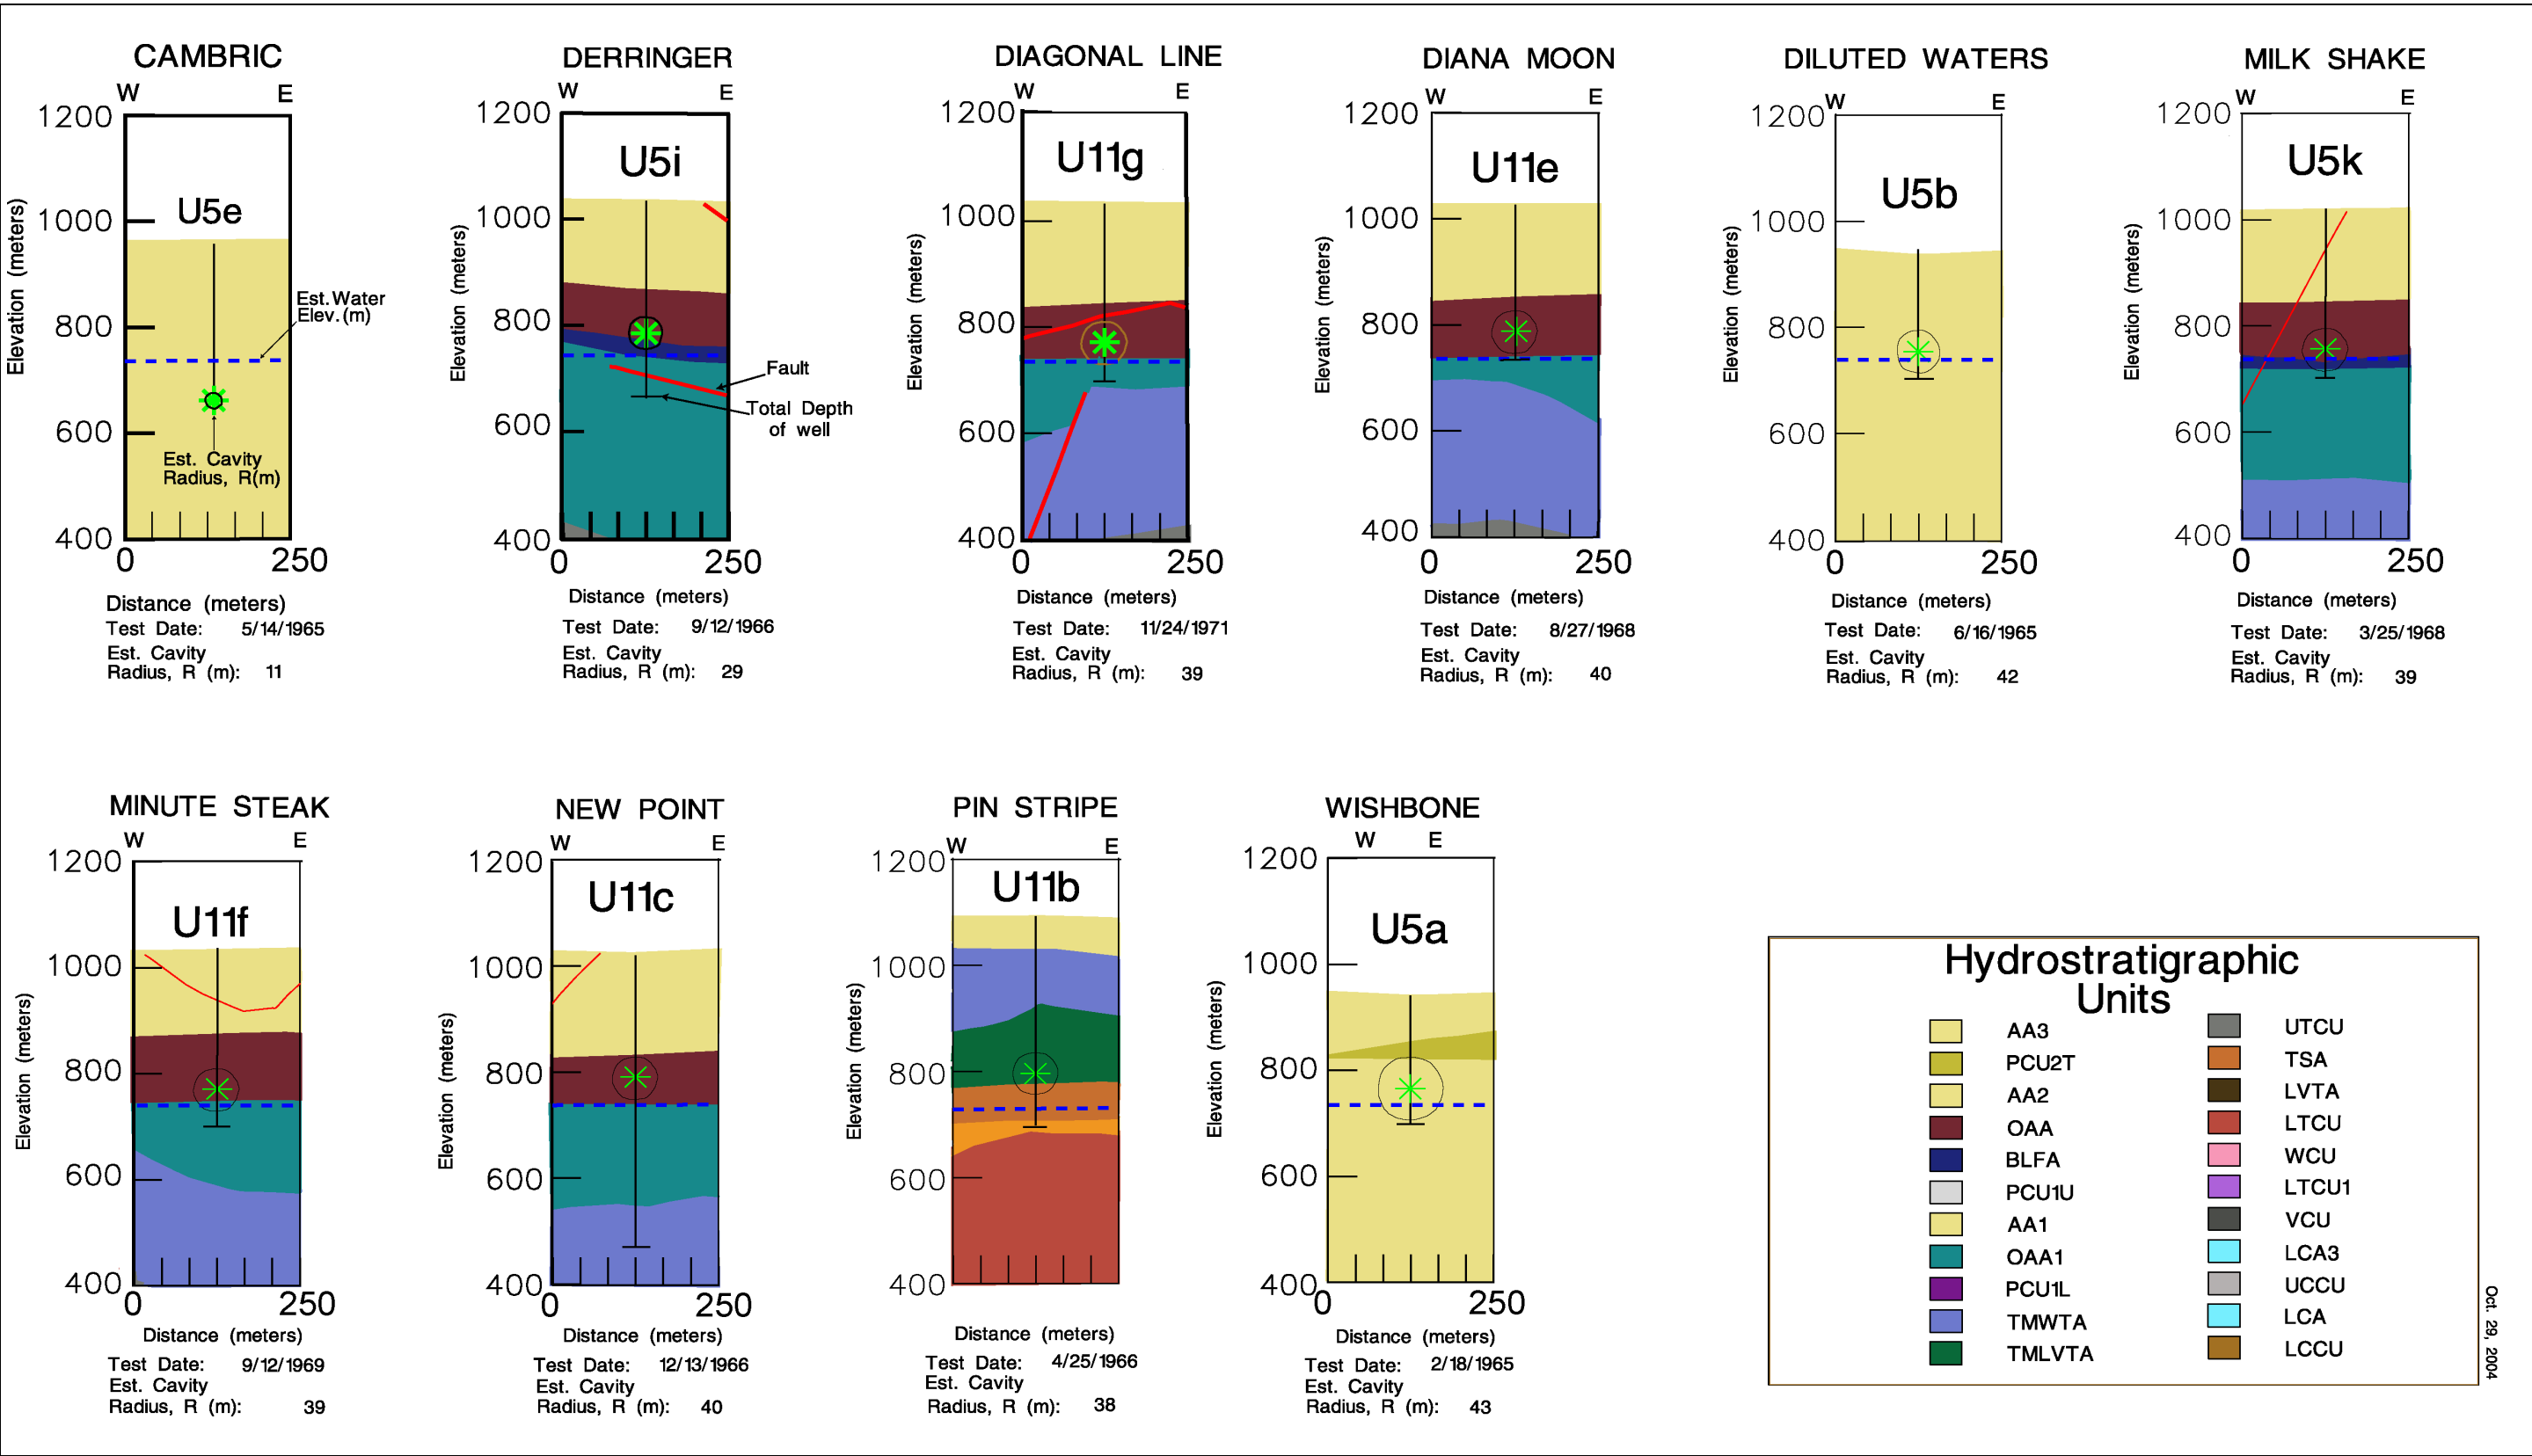 CAMBRIC
W E
1200
1000
800
600
400
Elevation (meters)
U5e
Est. Water
Elev. (m)
Est. Cavity
Radius, R(m)
0 250
Distance (meters)
Test Date: 5/14/1965
Est. Cavity
Radius, R (m): 11
DERRINGER
W E
1200
1000
800
600
400
Elevation (meters)
U5i
Fault
Total Depth
of well
0 250
Distance (meters)
Test Date: 9/12/1966
Est. Cavity
Radius, R (m): 29
DIAGONAL LINE
W E
1200
1000
800
600
400
Elevation (meters)
U11g
0 250
Distance (meters)
Test Date: 11/24/1971
Est. Cavity
Radius, R (m): 39
DIANA MOON
W E
1200
1000
800
600
400
Elevation (meters)
U11e
0 250
Distance (meters)
Test Date: 8/27/1968
Est. Cavity
Radius, R (m): 40
DILUTED WATERS
W E
1200
1000
800
600
400
Elevation (meters)
U5b
0 250
Distance (meters)
Test Date: 6/16/1965
Est. Cavity
Radius, R (m): 42
MILK SHAKE
W E
1200
1000
800
600
400
Elevation (meters)
U5k
0 250
Distance (meters)
Test Date: 3/25/1968
Est. Cavity
Radius, R (m): 39
MINUTE STEAK
W E
1200
1000
800
600
400
Elevation (meters)
U11f
0 250
Distance (meters)
Test Date: 9/12/1969
Est. Cavity
Radius, R (m): 39
NEW POINT
W E
1200
1000
800
600
400
Elevation (meters)
U11c
0 250
Distance (meters)
Test Date: 12/13/1966
Est. Cavity
Radius, R (m): 40
PIN STRIPE
W E
1200
1000
800
600
400
Elevation (meters)
U11b
Distance (meters)
Test Date: 4/25/1966
Est. Cavity
Radius, R (m): 38
WISHBONE
W E
1200
1000
800
600
400
Elevation (meters)
U5a
0 250
Distance (meters)
Test Date: 2/18/1965
Est. Cavity
Radius, R (m): 43
Hydrostratigraphic
Units
AA3
PCU2T
AA2
OAA
BLFA
PCU1U
AA1
OAA1
PCU1L
TMWTA
TMLVTA
UTCU
TSA
LVTA
LTCU
WCU
LTCU1
VCU
LCA3
UCCU
LCA
LCCU
Oct. 29, 2004